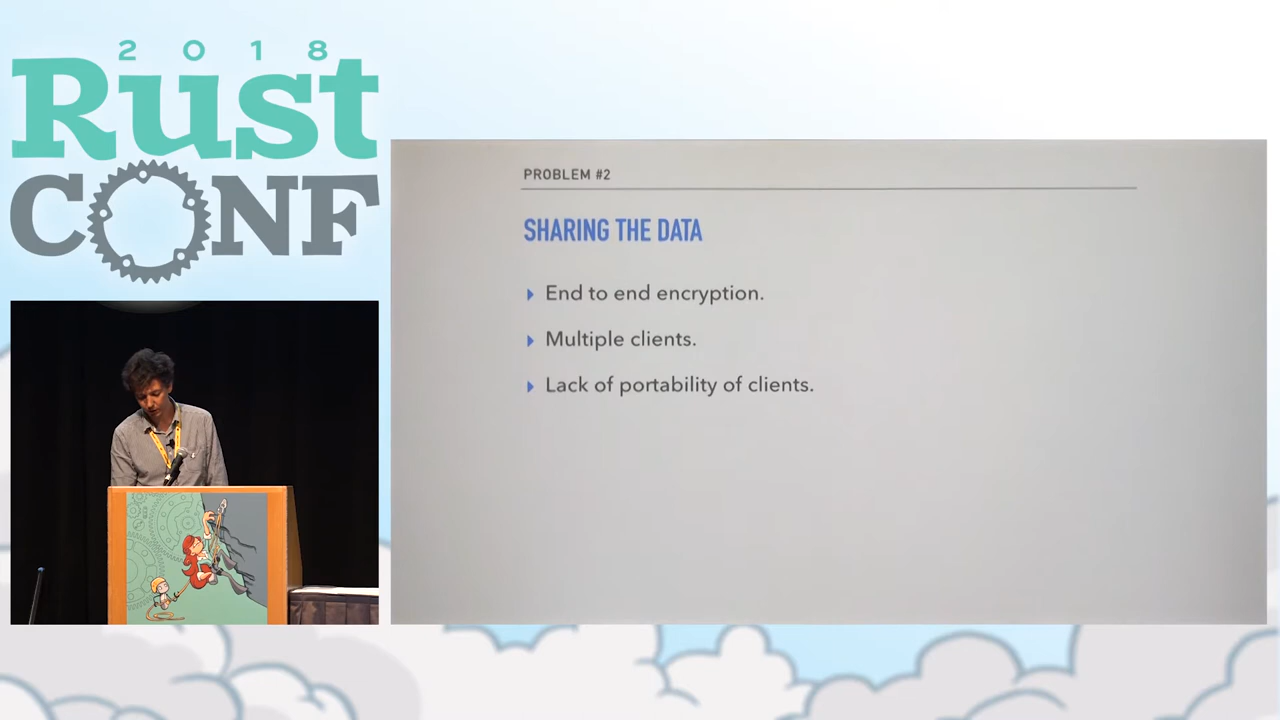 2018
Rust
CONF
PROBLEM #2
SHARING THE DATA
End to end encryption.
Multiple clients.
Lack of portability of clients.